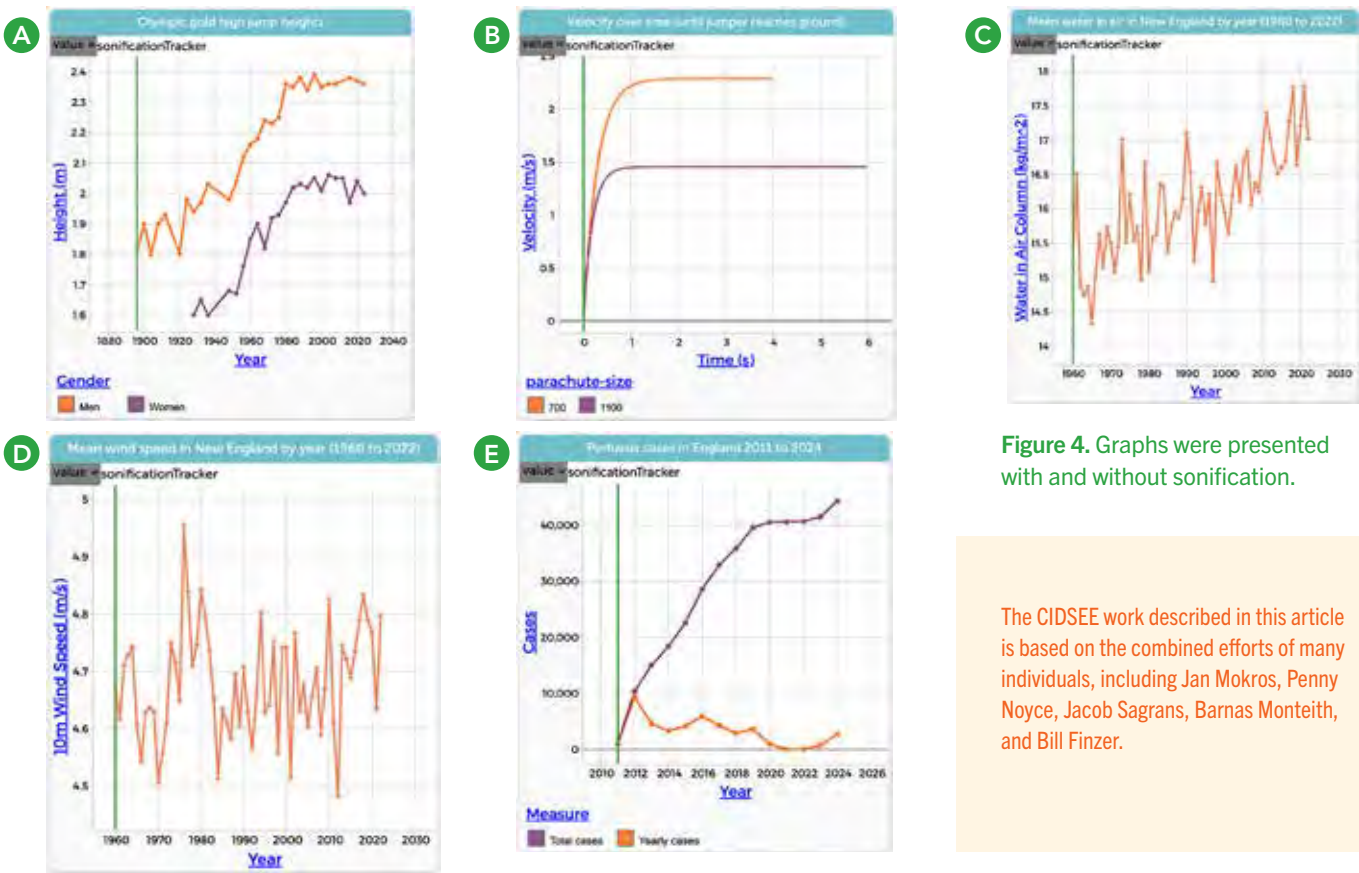 A
Olympic gold high jump heights
value =
sonificationTracker
2.4
2.3
2.2
2.1
2
1.9
1.8
1.7
1.6
Height (m)
1880 1900 1920 1940 1960 1980 2000 2020 2040
Year
Gender
Men Women
B
Velocity over time (until jumper reaches ground)
value =
sonificationTracker
2.5
2
1.5
1
0.5
0
Velocity (m/s)
0 1 2 3 4 5 6
Time (s)
parachute-size
700 1100
C
Mean water in air in New England by year (1960 to 2022)
value =
sonificationTracker
18
17.5
17
16.5
16
15.5
15
14.5
14
Water in Air Column (kg/m^2)
1960 1970 1980 1990 2000 2010 2020 2030
Year
D
Mean wind speed in New England by year (1960 to 2022)
value =
sonificationTracker
5
4.9
4.8
4.7
4.6
4.5
10m Wind Speed (m/s)
1960 1970 1980 1990 2000 2010 2020 2030
Year
E
Pertussis cases in England 2011 to 2024
value =
sonificationTracker
40,000
30,000
20,000
10,000
0
Cases
2010 2012 2014 2016 2018 2020 2022 2024 2026
Year
Measure
Total cases Yearly cases
Figure 4. Graphs were presented
with and without sonification.
The CIDSEE work described in this article
is based on the combined efforts of many
individuals, including Jan Mokros, Penny
Noyce, Jacob Sagrans, Barnas Monteith,
and Bill Finzer.